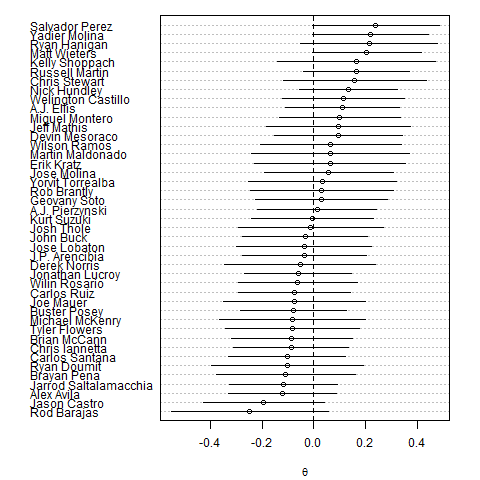 Salvador Perez
Yadier Molina
Ryan Hanigan
Matt Wieters
Kelly Shoppach
Russell Martin
Chris Stewart
Nick Hundley
Welington Castillo
A.J. Ellis
Miguel Montero
Jeff Mathis
Devin Mesoraco
Wilson Ramos
Martin Maldonado
Erik Kratz
Jose Molina
Yorvit Torrealba
Rob Brantly
Geovany Soto
A.J. Pierzynski
Kurt Suzuki
Josh Thole
John Buck
Jose Lobaton
J.P. Arencibia
Derek Norris
Jonathan Lucroy
Wilin Rosario
Carlos Ruiz
Joe Mauer
Buster Posey
Michael McKenry
Tyler Flowers
Brian McCann
Chris Iannetta
Carlos Santana
Ryan Doumit
Brayan Pena
Jarrod Saltalamacchia
Alex Avila
Jason Castro
Rod Barajas
-0.4 -0.2 0.0 0.2 0.4
θ